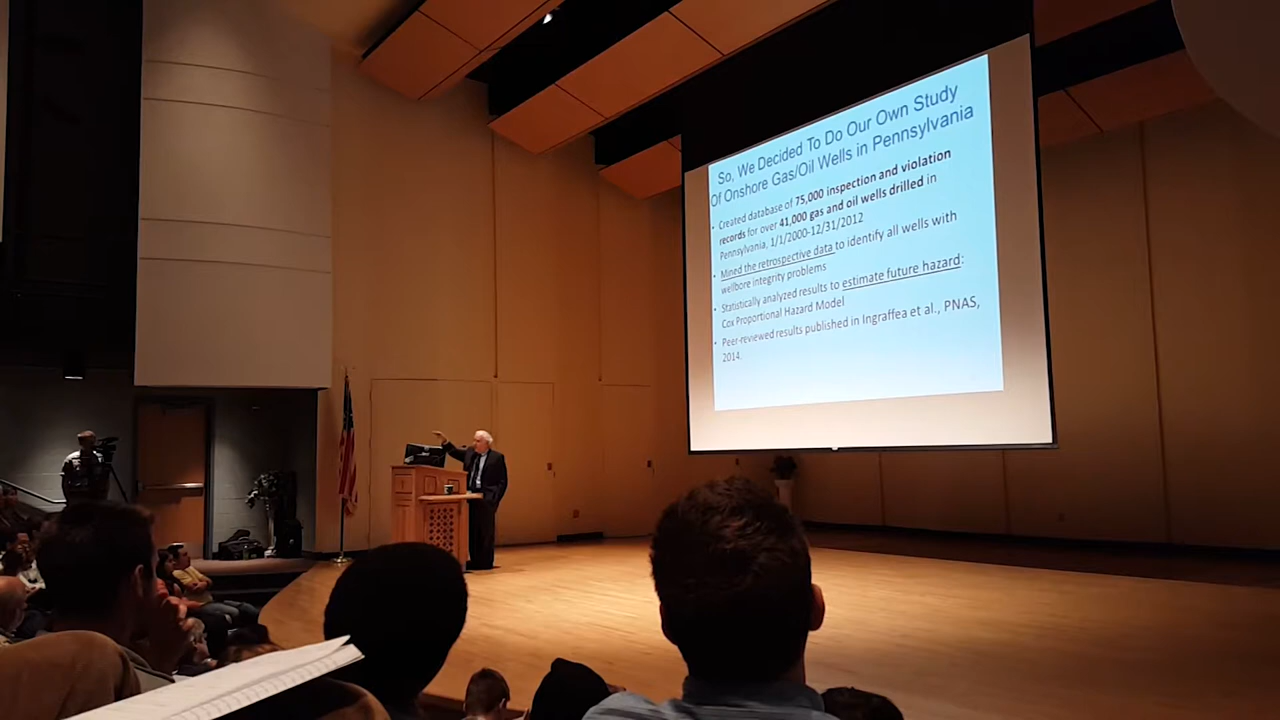 So, We Decided To Do Our Own Study
Of Onshore Gas/Oil Wells in Pennsylvania
• Created database of 75,000 inspection and violation
records for over 41,000 gas and oil wells drilled in
Pennsylvania, 1/1/2000-12/31/2012
• Mined the retrospective data to identify all wells with
wellbore integrity problems
• Statistically analyzed results to estimate future hazard:
Cox Proportional Hazard Model
• Peer-reviewed results published in Ingraffea et al., PNAS,
2014.